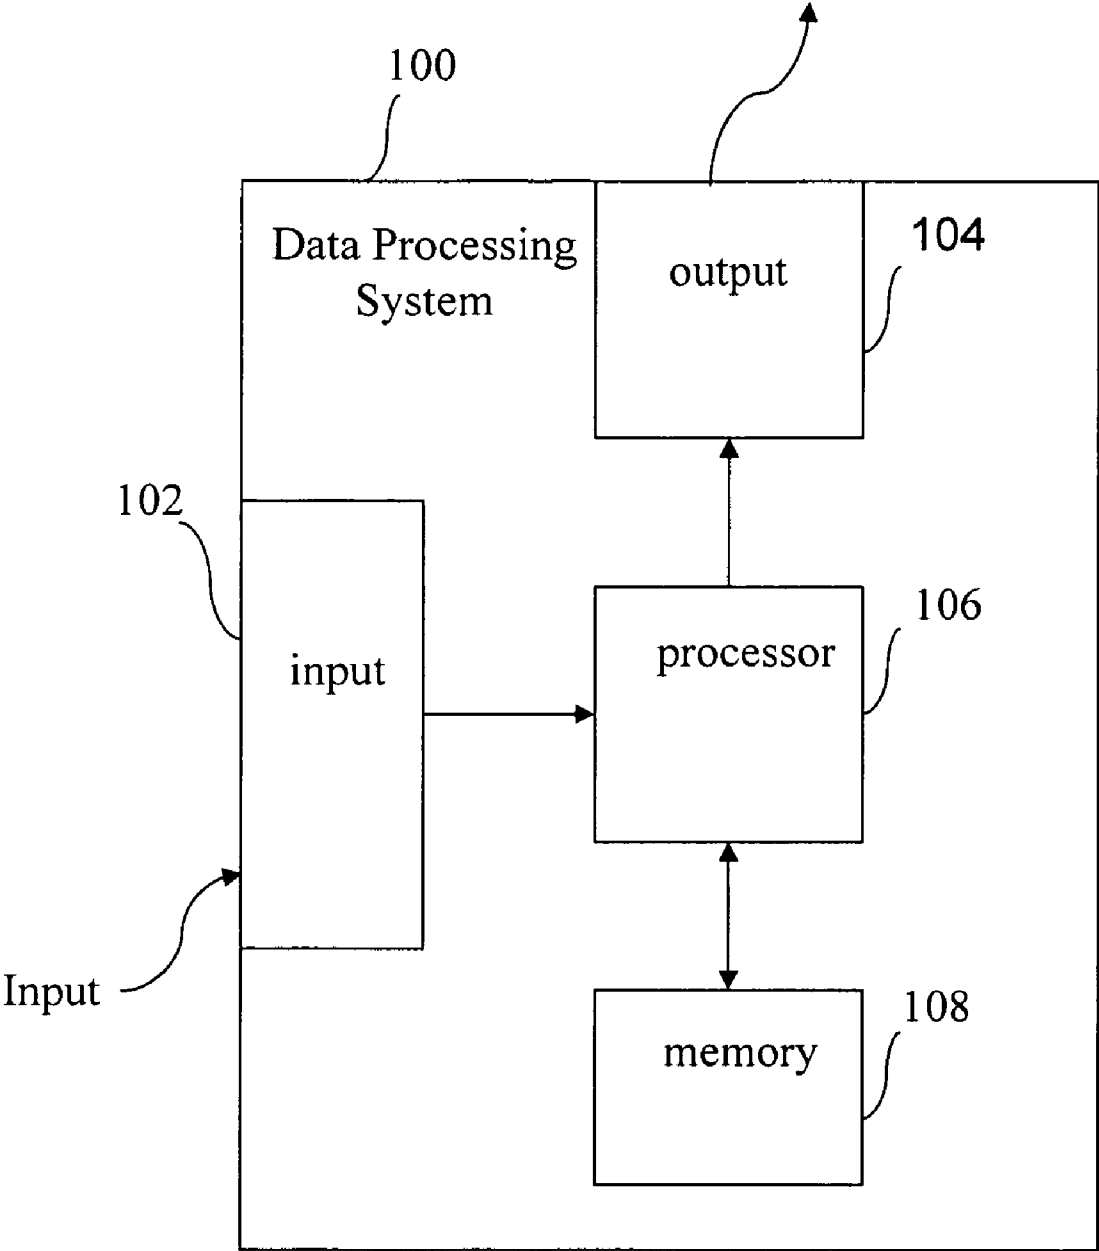 100
Data Processing
System
output
104
102
input
processor
106
Input
memory
108